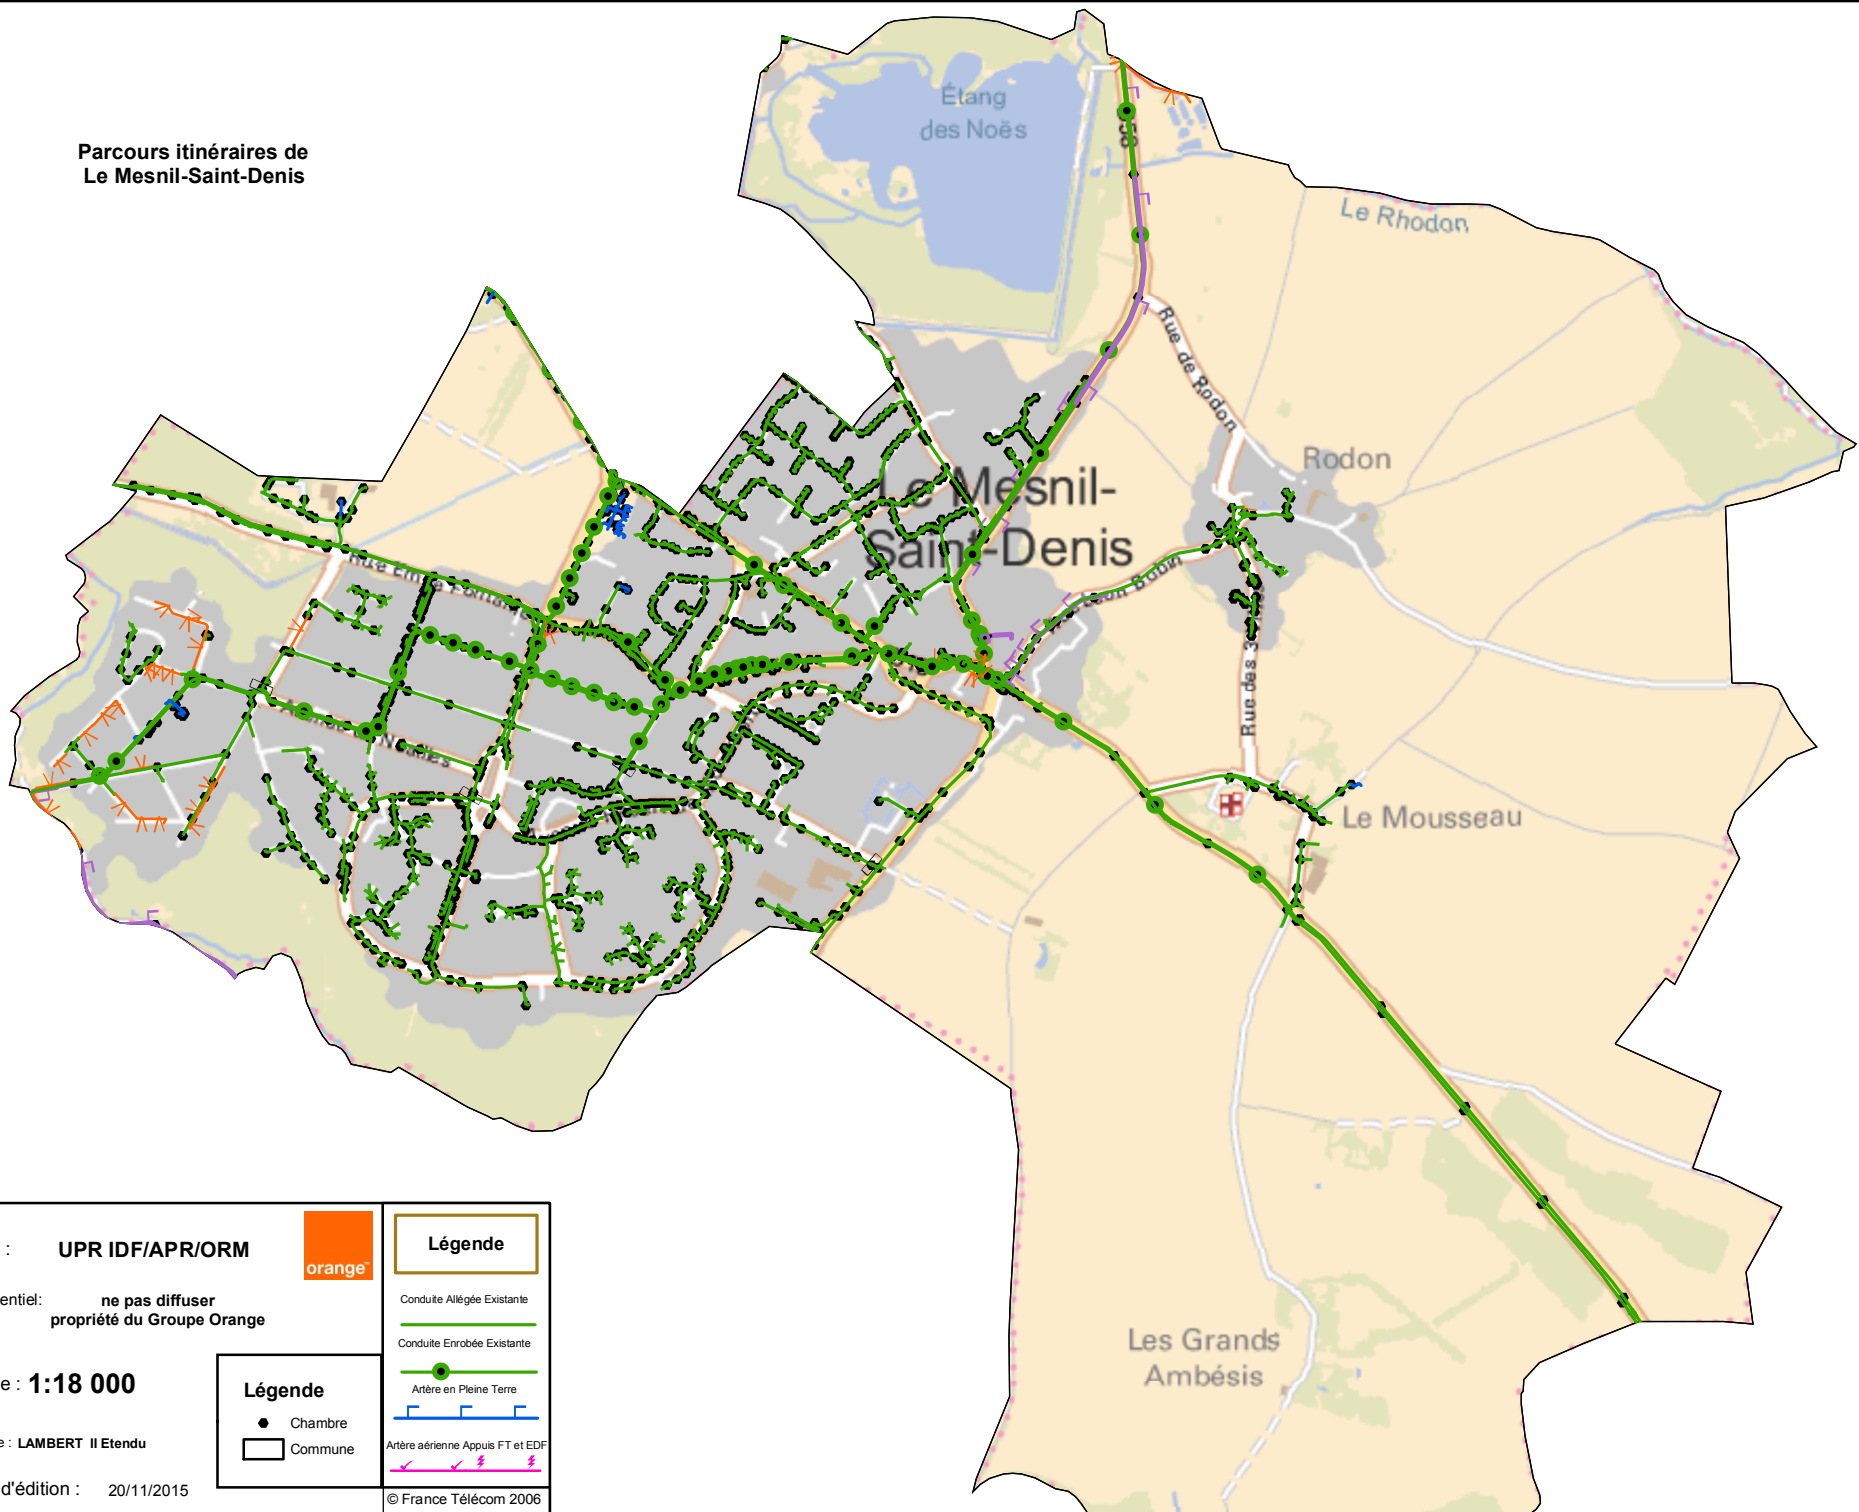 Parcours itinéraires de
Le Mesnil-Saint-Denis
Étang
des Noës
Le Rhodon
Rue de Rodon
Rodon
Le Mesnil-
Saint-Denis
Rue des 3
Le Mousseau
Les Grands
Ambésis
: UPR IDF/APR/ORM
orange
entiel: ne pas diffuser
propriété du Groupe Orange
e : 1:18 000
e : LAMBERT II Etendu
d'édition : 20/11/2015
Légende
Chambre
Commune
Légende
Conduite Allégée Existante
Conduite Enrobée Existante
Artère en Pleine Terre
Artère aérienne Appuis FT et EDF
© France Télécom 2006